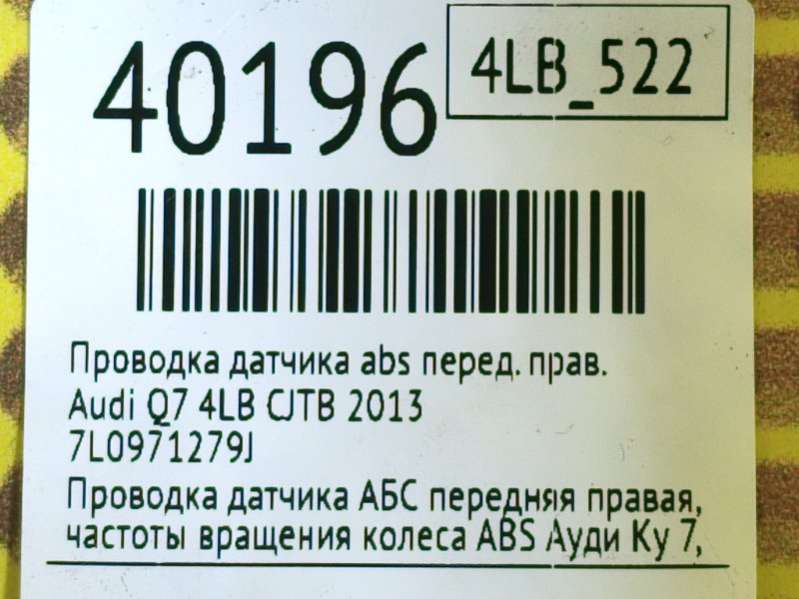 40196
4LB_522
Проводка датчика abs перед. прав.
Audi Q7 4LB CJTB 2013
7L0971279J
Проводка датчика АБС передняя правая,
частоты вращения колеса ABS Ауди Ку 7,